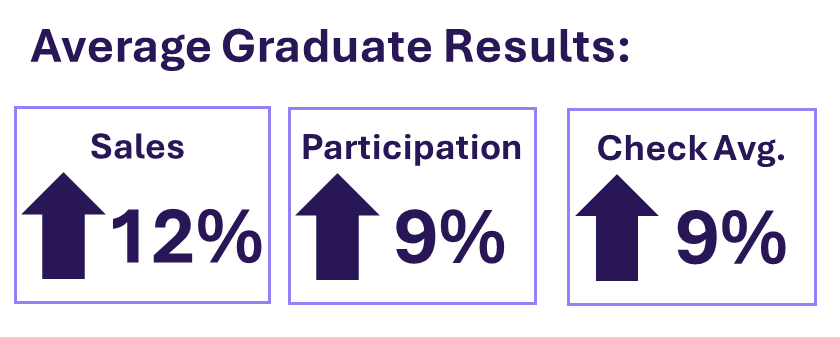 Average Graduate Results:
Sales
12%
Participation
9%
Check Avg.
9%